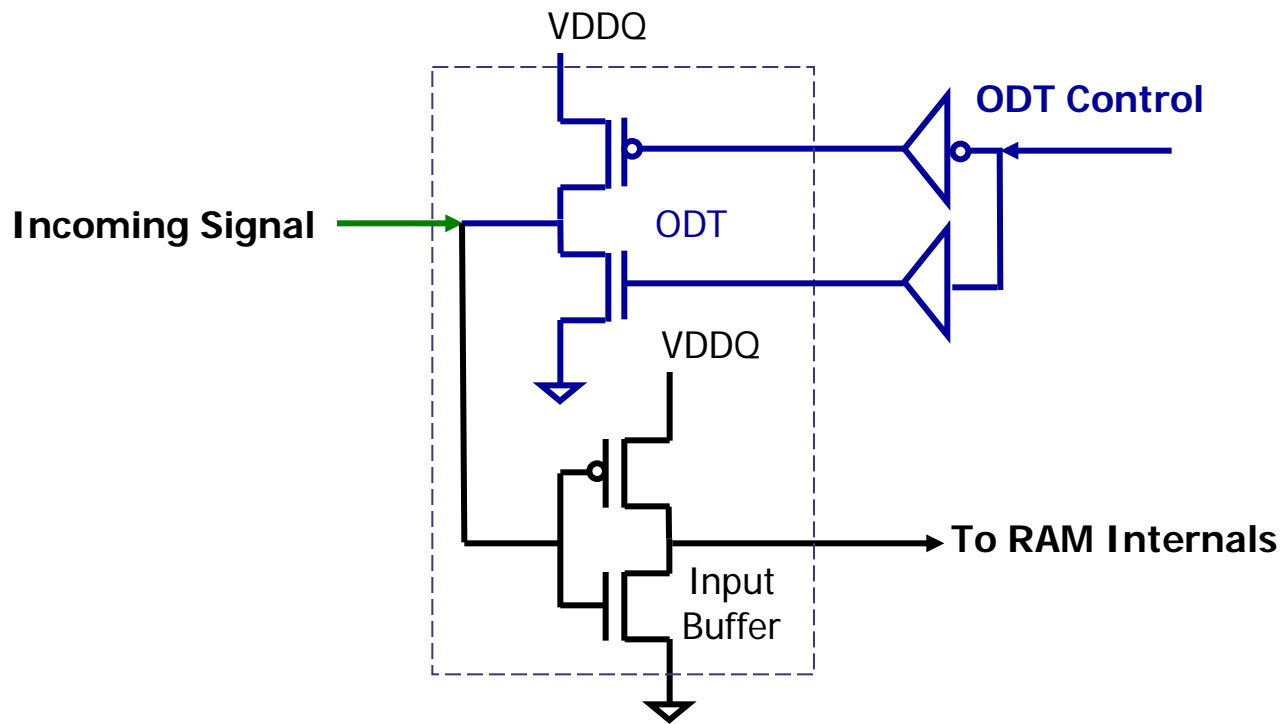 VDDQ
ODT Control
Incoming Signal
ODT
VDDQ
To RAM Internals
Input
Buffer